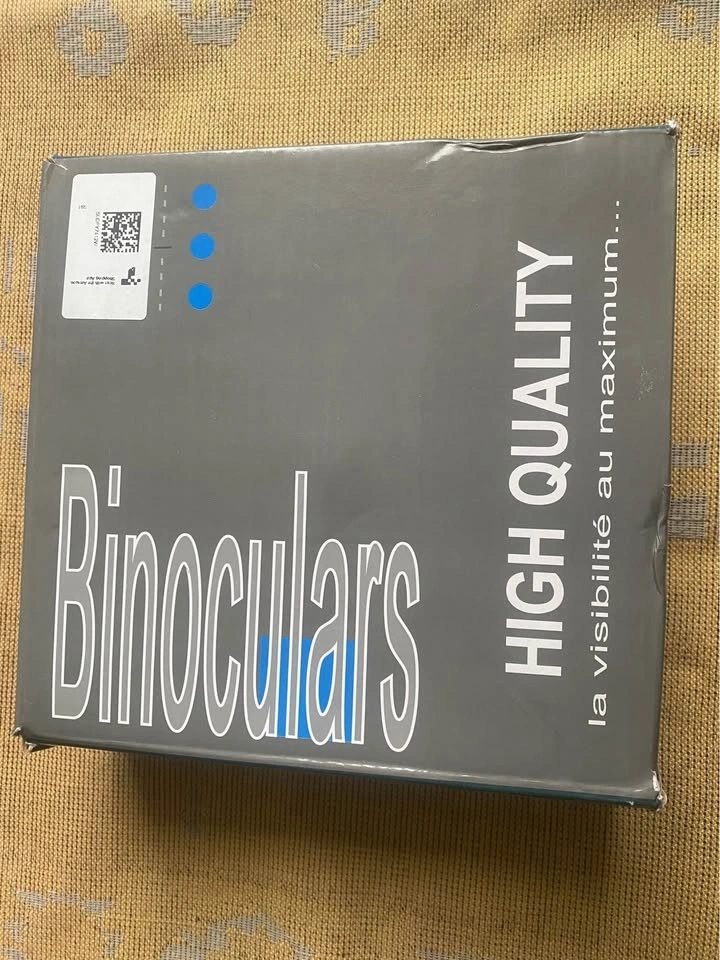 Binoculars
HIGH QUALITY
la visibilité au maximum...